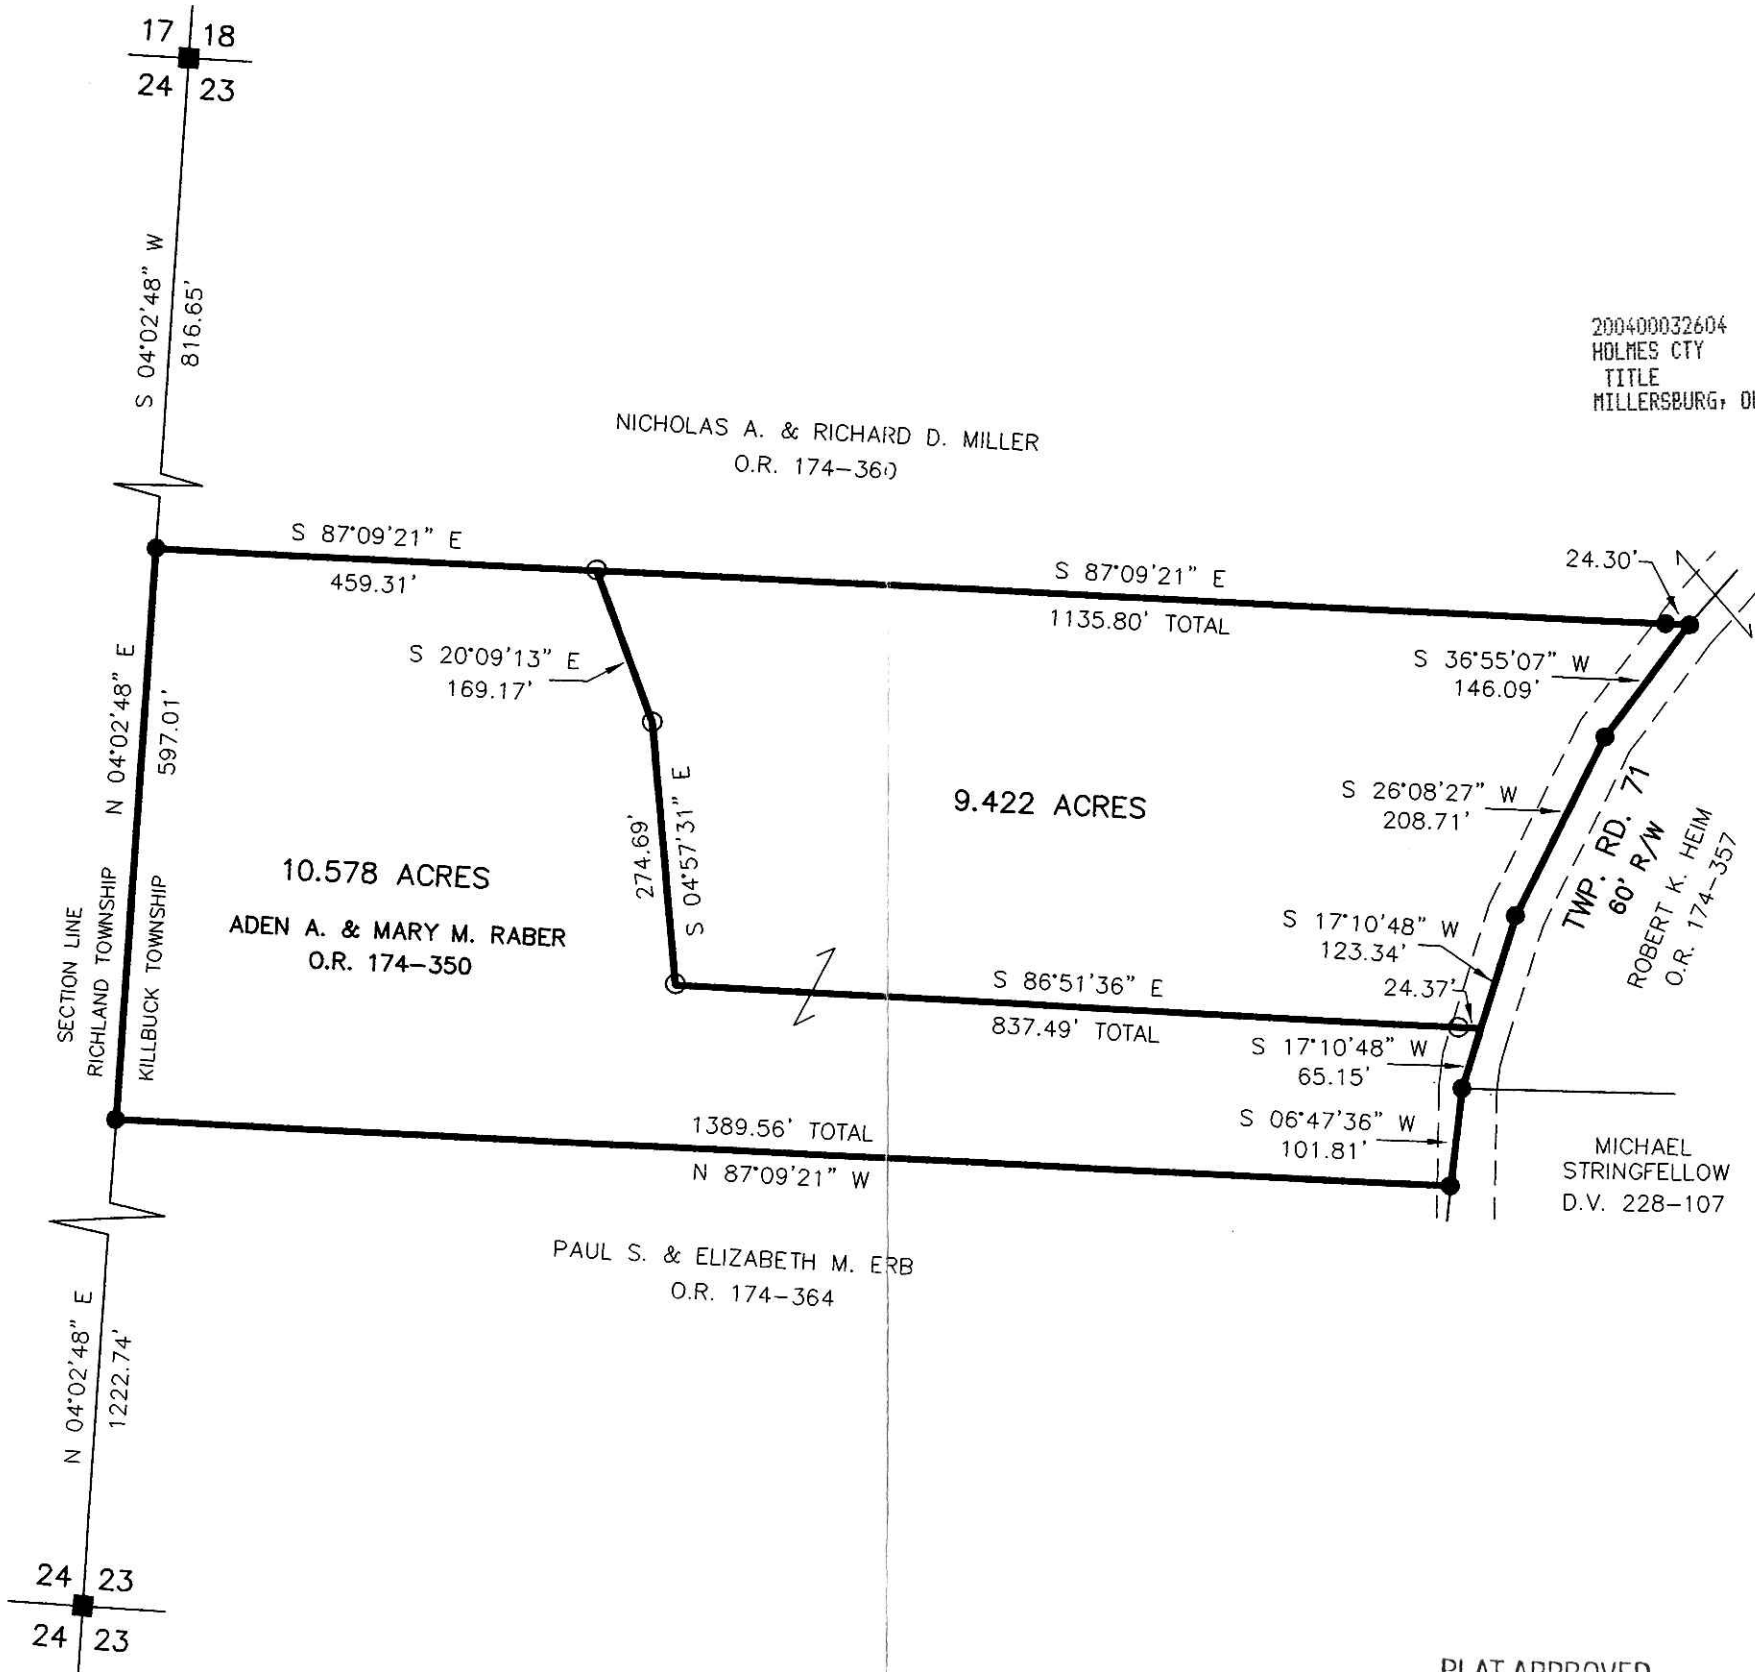 17 18
24 23
S 04°02'48" W
816.65'
200400032604
HOLMES CTY
TITLE
MILLERSBURG,
NICHOLAS A. & RICHARD D. MILLER
O.R. 174-360
S 87°09'21" E
459.31'
S 87°09'21" E
1135.80' TOTAL
24.30'
S 20°09'13" E
169.17'
S 36°55'07" W
146.09'
N 04°02'48" E
597.01'
S 26°08'27" W
208.71'
9.422 ACRES
274.69'
S 04°57'31" E
10.578 ACRES
ADEN A. & MARY M. RABER
O.R. 174-350
TWP. RD. 71
60' R/W
ROBERT K. HEIM
O.R. 174-357
SECTION LINE
RICHLAND TOWNSHIP
KILLBUCK TOWNSHIP
S 17°10'48" W
123.34'
24.37'
S 86°51'36" E
837.49' TOTAL
S 17°10'48" W
65.15'
S 06°47'36" W
101.81'
1389.56' TOTAL
N 87°09'21" W
MICHAEL
STRINGFELLOW
D.V. 228-107
PAUL S. & ELIZABETH M. ERB
O.R. 174-364
N 04°02'48" E
1222.74'
24 23
24 23
PLAT APPROVED